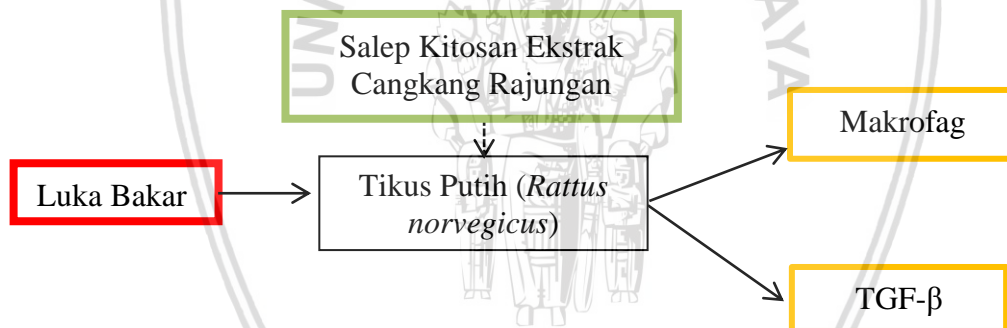 Salep Kitosan Ekstrak
Cangkang Rajungan
Makrofag
Luka Bakar
Tikus Putih (Rattus
norvegicus)
TGF-β